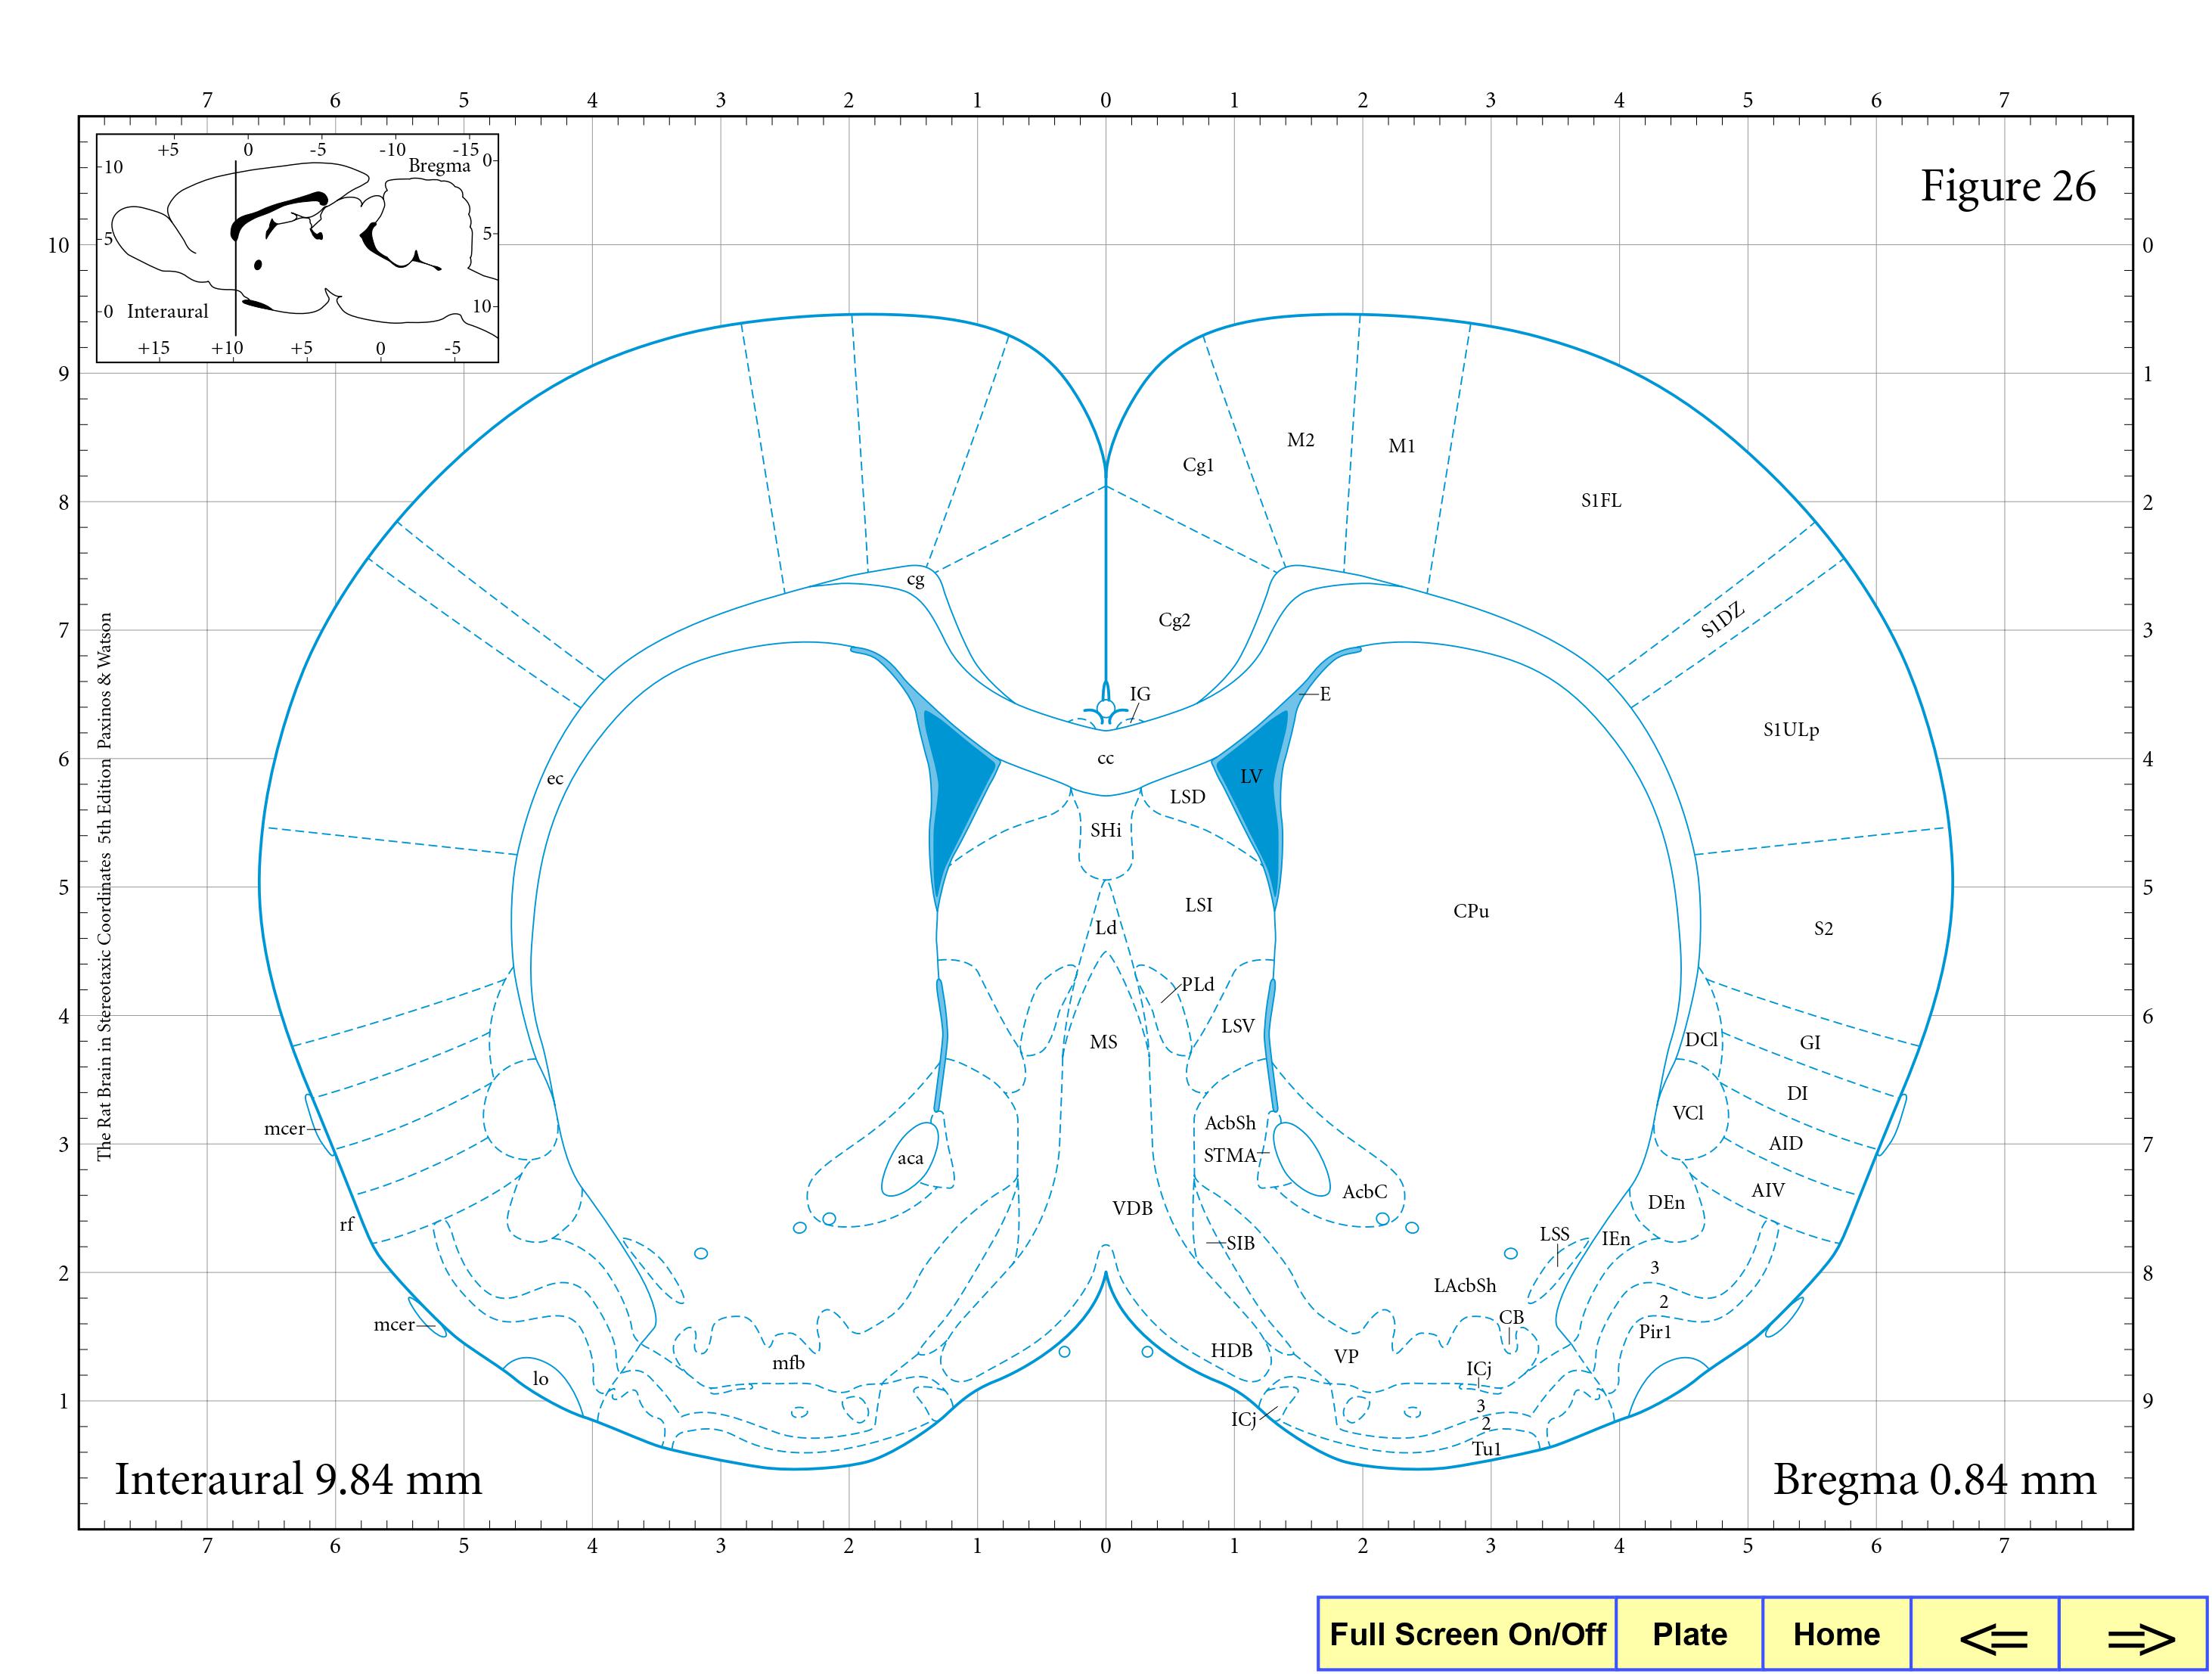 7 6 5 4 3 2 1 0 1 2 3 4 5 6 7
+5 0 -5 -10 -15
Bregma
0
10
5
5
0
Interaural
10
+15 +10 +5 0 -5
Figure 26
10 0
9 1
8 2
7 3
6 4
5 5
4 6
3 7
2 8
1 9
The Rat Brain in Stereotaxic Coordinates 5th Edition Paxinos & Watson
M2
M1
Cg1
S1FL
cg
Cg2
S1DZ
IG
E
S1ULp
cc
ec
LV
LSD
SHi
LSI
CPu
Ld
S2
PLd
LSV
MS
DCl
GI
DI
VCl
AcbSh
mcer
AID
STMA
aca
AcbC
AIV
DEn
VDB
rf
LSS
IEn
SIB
3
LAcbSh
2
CB
mcer
Pir1
HDB
VP
mfb
ICj
lo
3
ICj
2
Tu1
Interaural 9.84 mm
Bregma 0.84 mm
7 6 5 4 3 2 1 0 1 2 3 4 5 6 7
Full Screen On/Off Plate Home